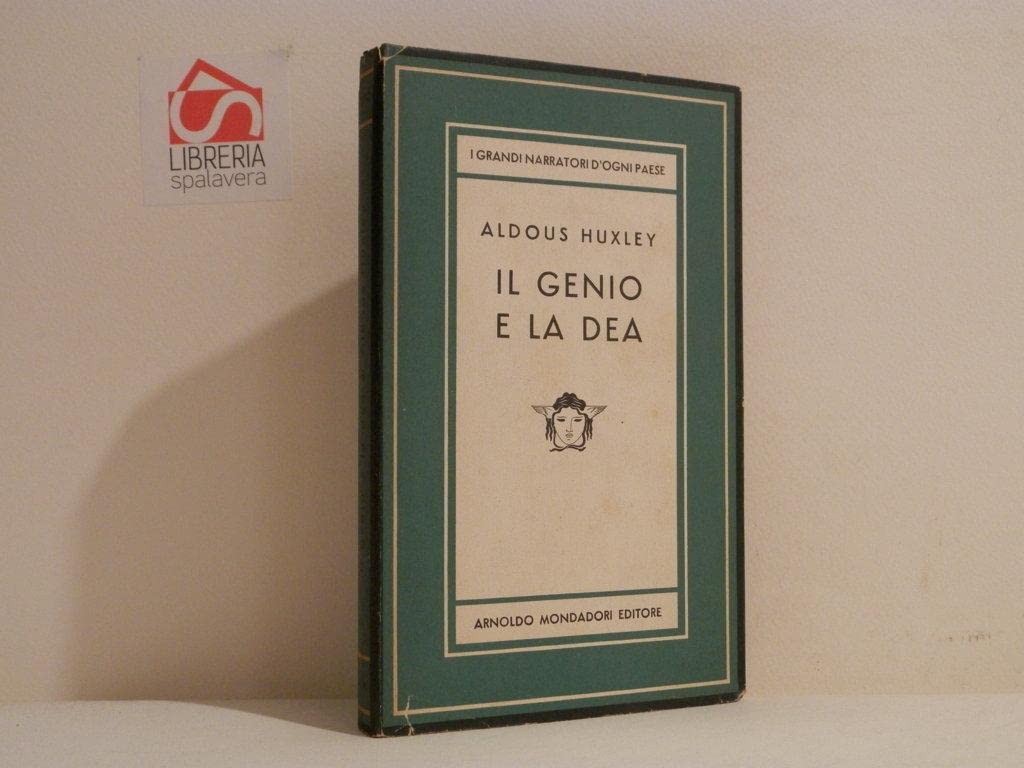 LIBRERIA
spalavera
I GRANDI NARRATORI D'OGNI PAESE
ALDOUS HUXLEY
IL GENIO
E LA DEA
ARNOLDO MONDADORI EDITORE